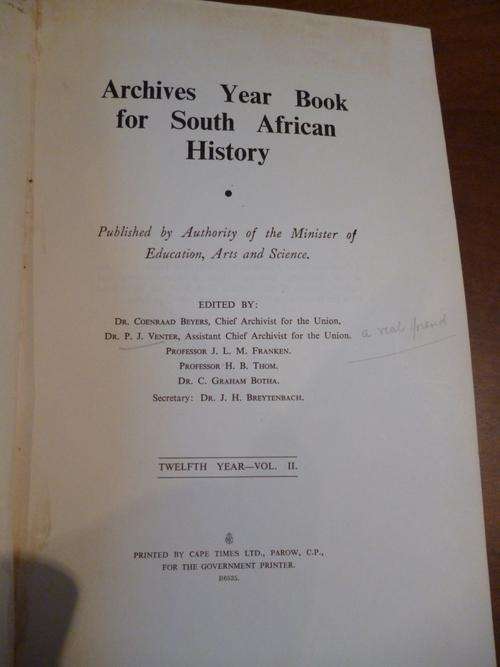 Archives Year Book
for South African
History
Published by Authority of the Minister of
Education, Arts and Science.
EDITED BY:
Dr. Coenraad Beyers, Chief Archivist for the Union.
Dr. P. J. Venter, Assistant Chief Archivist for the Union.
a real friend
Professor J. L. M. Franken.
Professor H. B. Thom.
Dr. C. Graham Botha.
Secretary: Dr. J. H. Breytenbach.
TWELFTH YEAR—VOL. II.
PRINTED BY CAPE TIMES LTD., PAROW, C.P.,
FOR THE GOVERNMENT PRINTER.